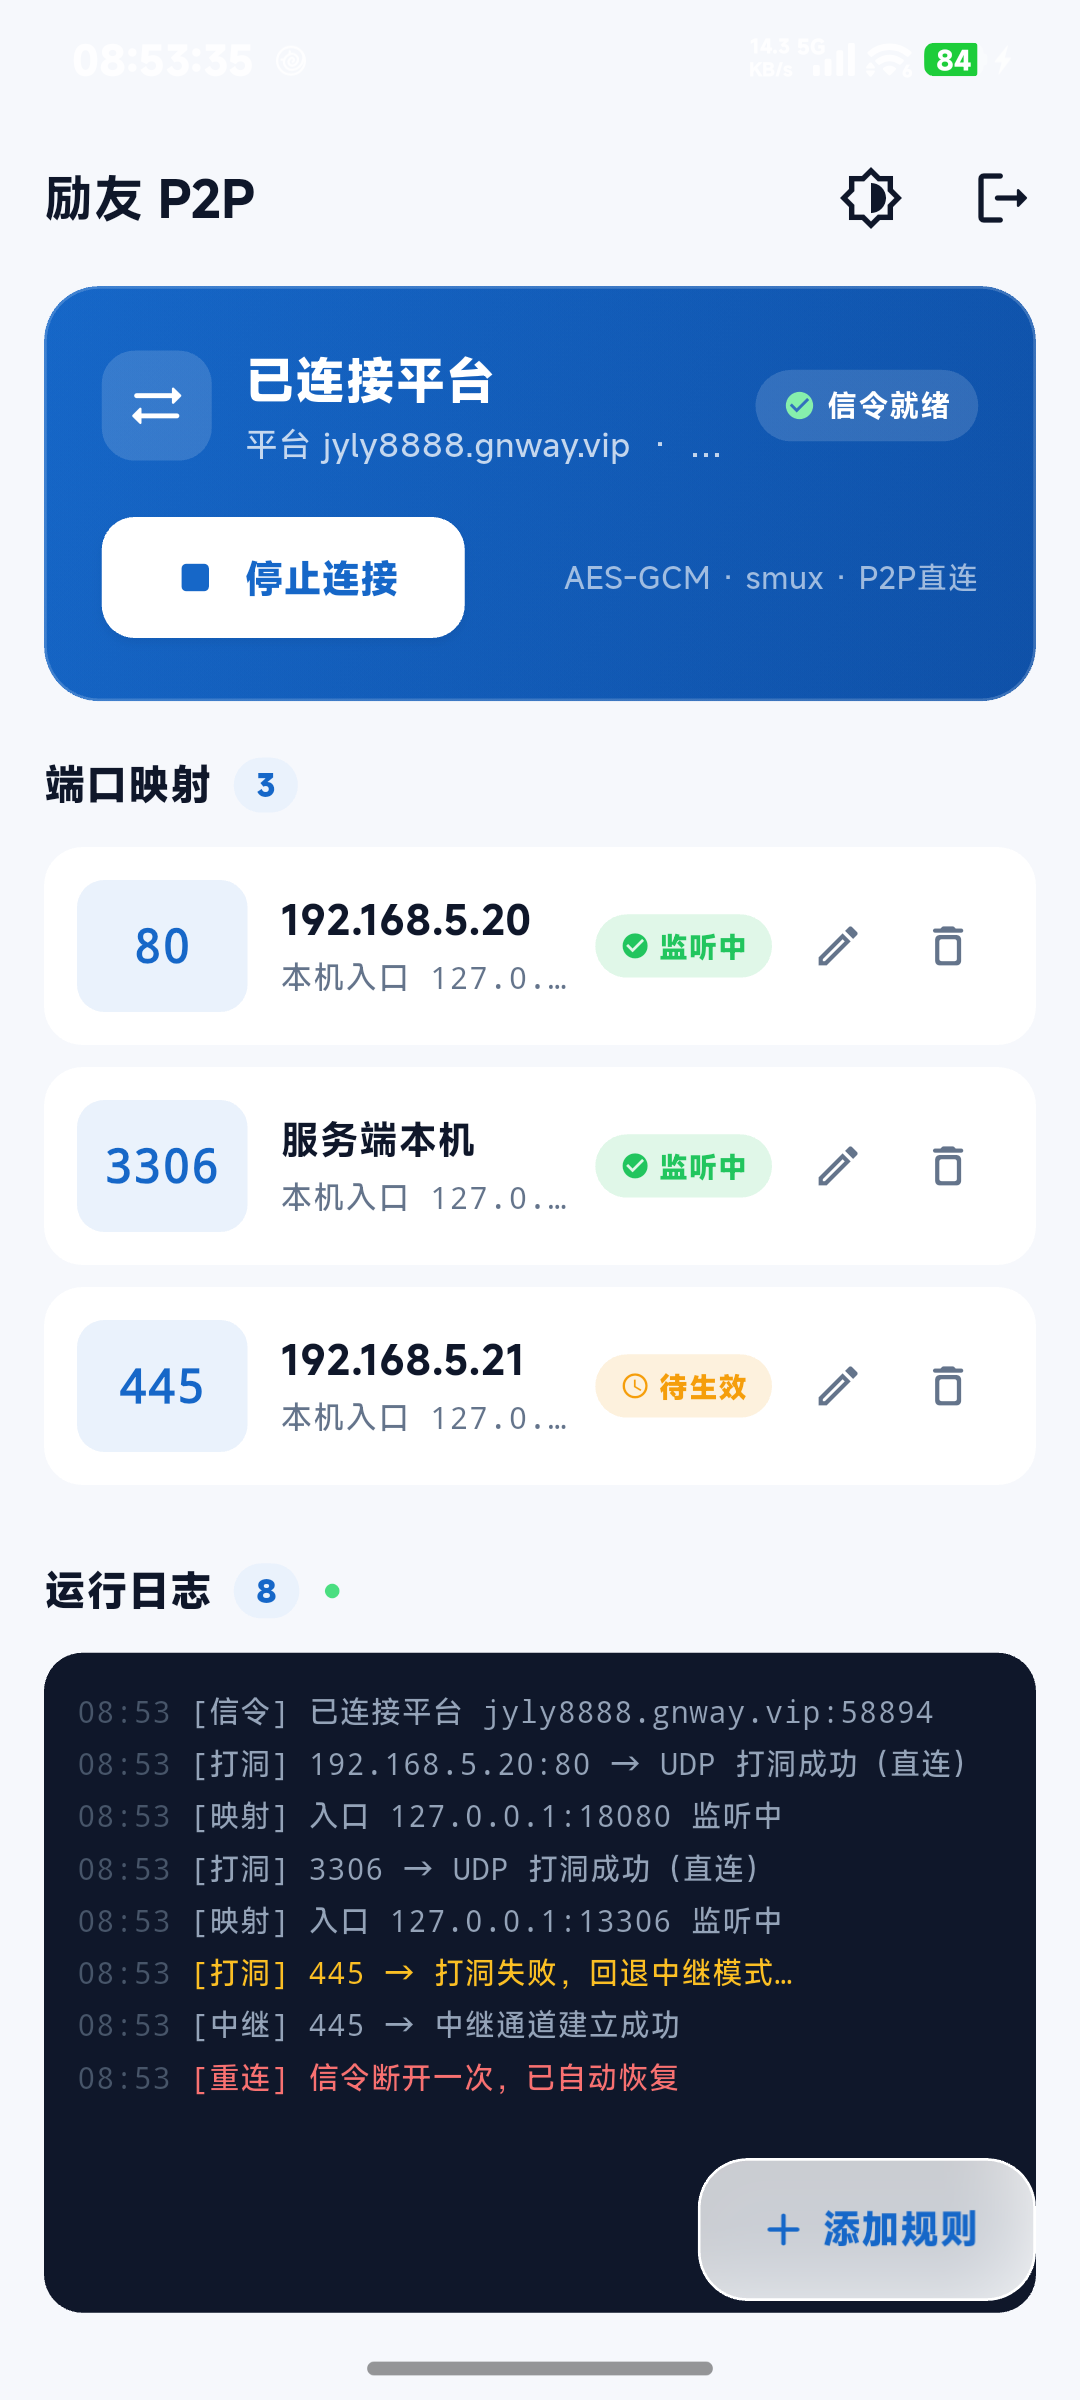 08:53:35
14.3 5G
KB/s
84
励友 P2P
已连接平台
平台 jyly8888.gnway.vip · ...
信令就绪
停止连接
AES-GCM · smux · P2P直连
端口映射 3
80
192.168.5.20
本机入口 127.0.…
监听中
3306
服务端本机
本机入口 127.0.…
监听中
445
192.168.5.21
本机入口 127.0.…
待生效
运行日志 8
08:53 [信令] 已连接平台 jyly8888.gnway.vip:58894
08:53 [打洞] 192.168.5.20:80 → UDP 打洞成功（直连）
08:53 [映射] 入口 127.0.0.1:18080 监听中
08:53 [打洞] 3306 → UDP 打洞成功（直连）
08:53 [映射] 入口 127.0.0.1:13306 监听中
08:53 [打洞] 445 → 打洞失败，回退中继模式…
08:53 [中继] 445 → 中继通道建立成功
08:53 [重连] 信令断开一次，已自动恢复
+ 添加规则